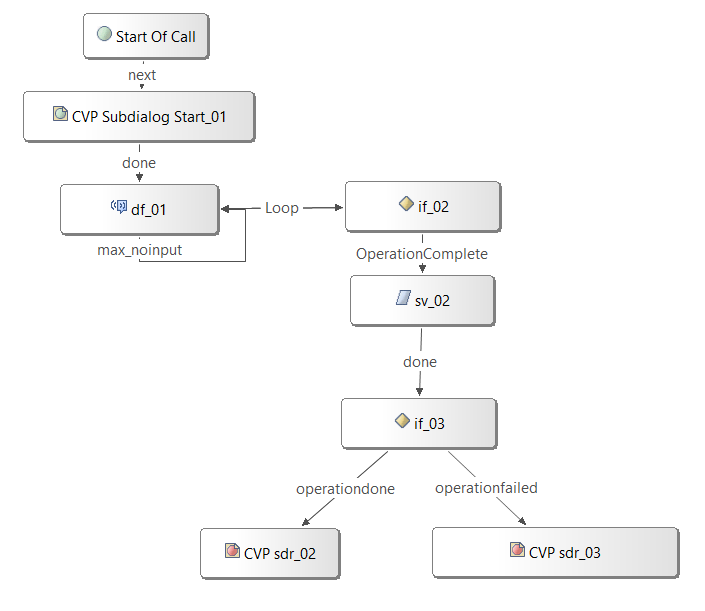 Start Of Call
next
CVP Subdialog Start_01
done
df_01
Loop
if_02
max_noinput
OperationComplete
sv_02
done
if_03
operationdone
operationfailed
CVP sdr_02
CVP sdr_03